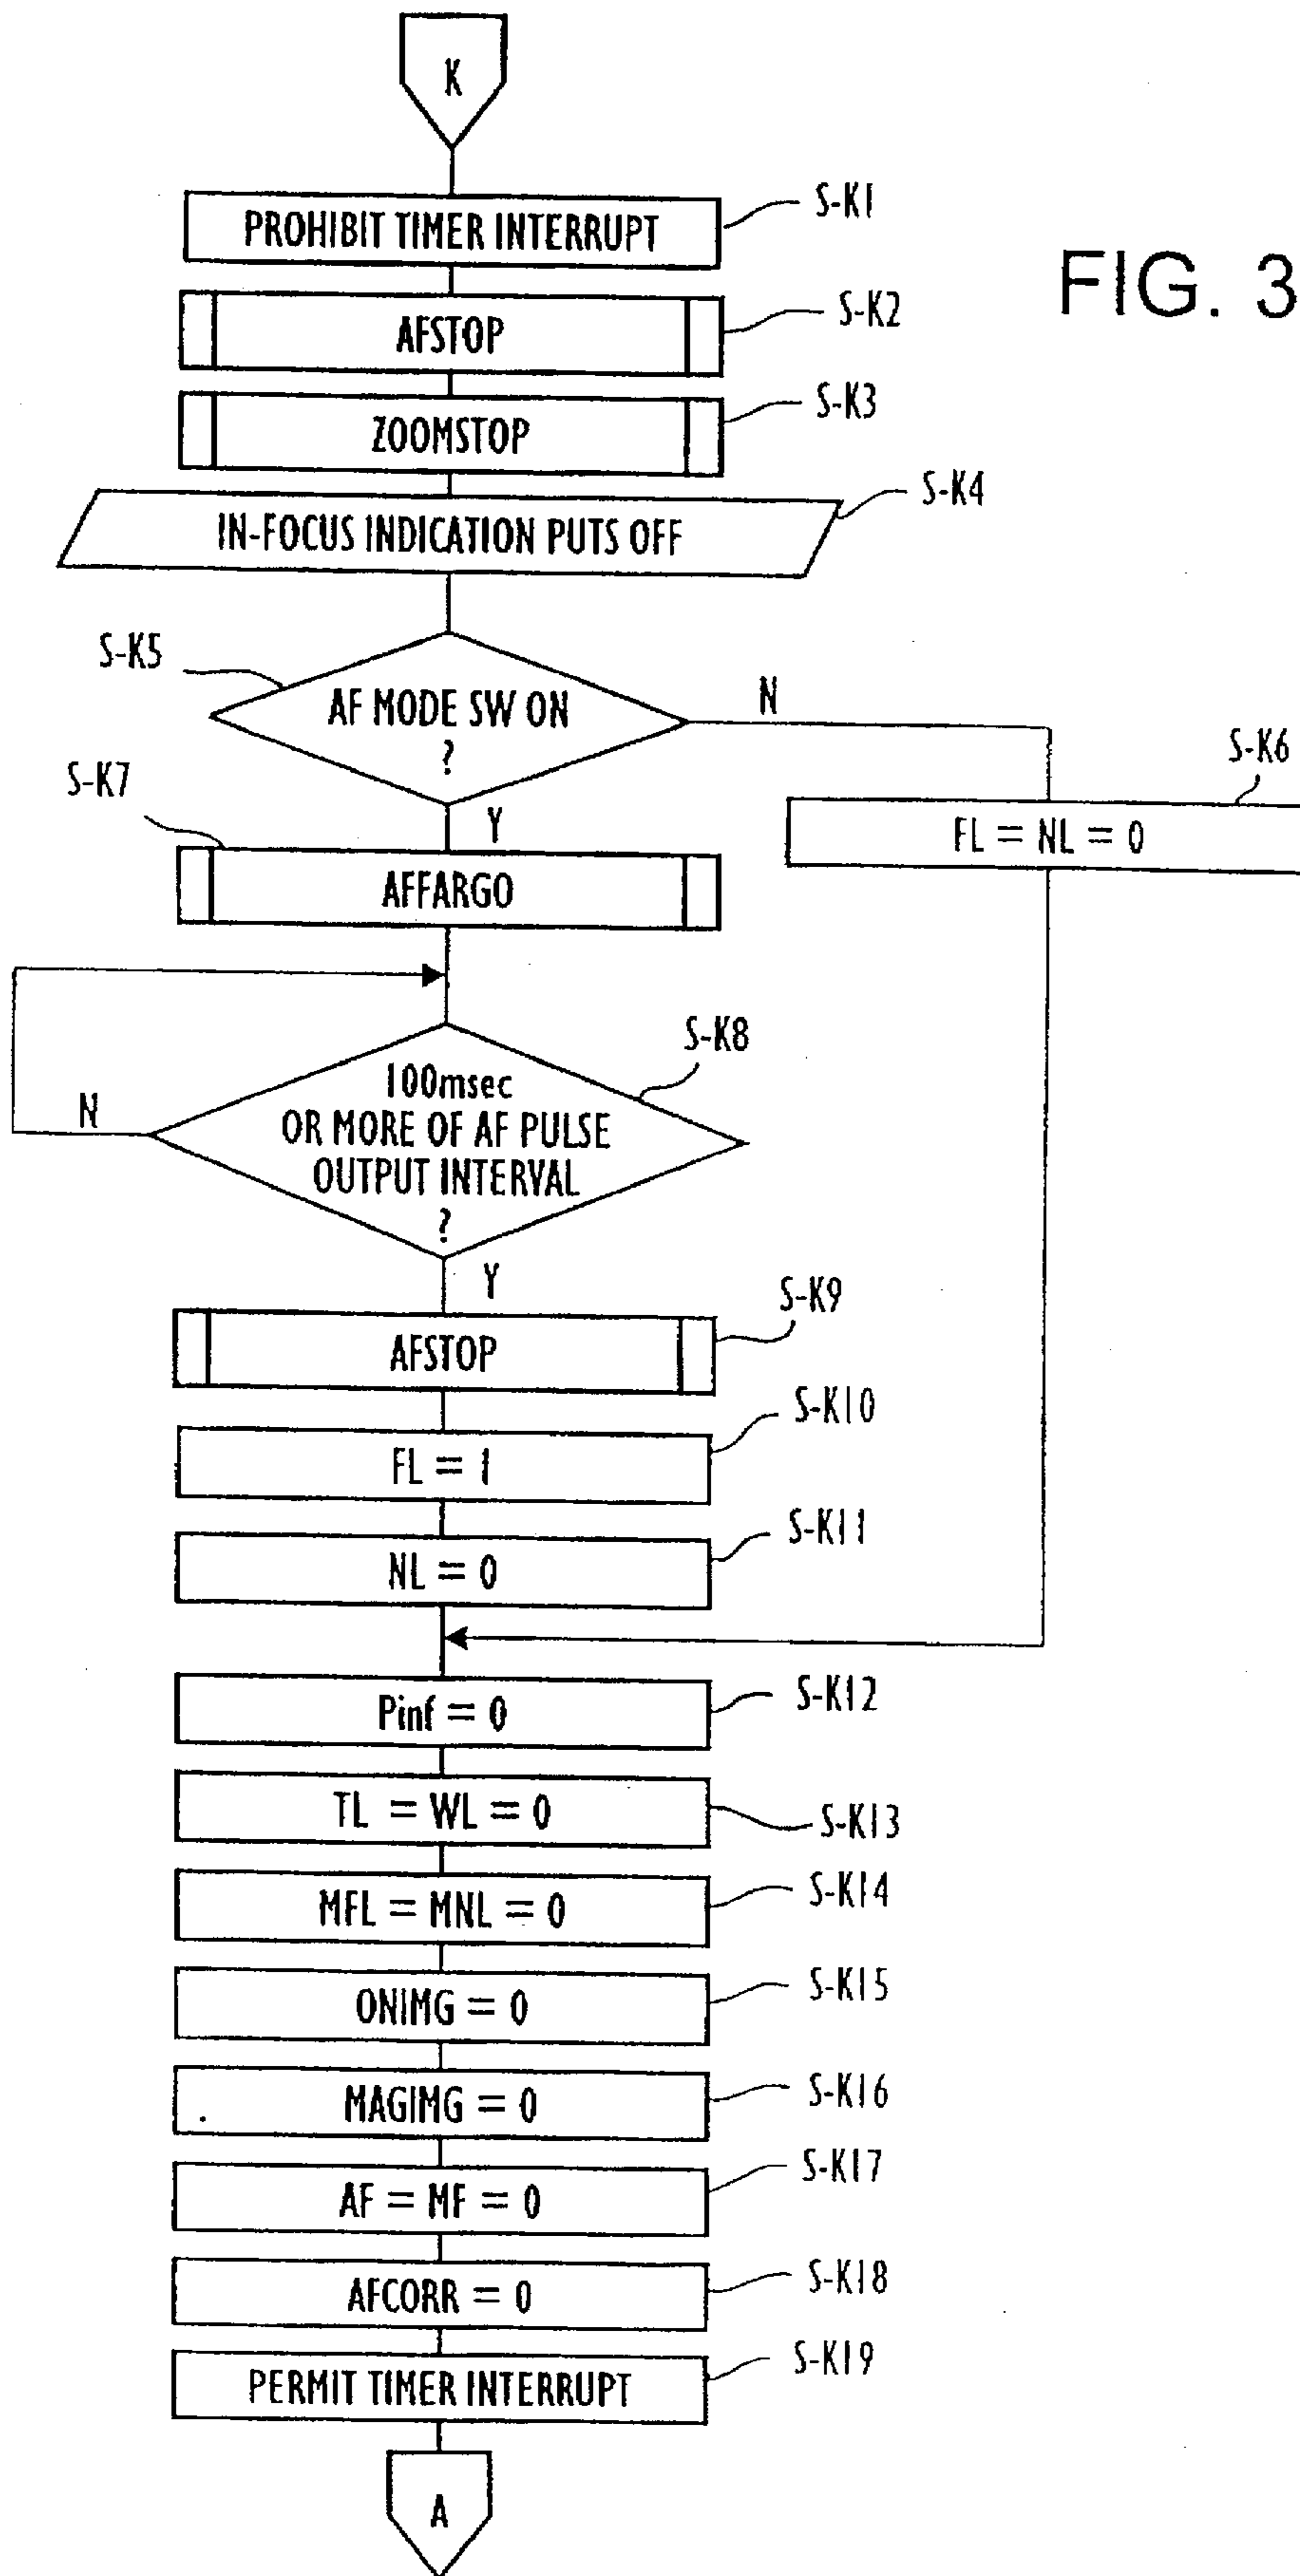 K
PROHIBIT TIMER INTERRUPT
S-K1
FIG. 3
AFSTOP
S-K2
ZOOMSTOP
S-K3
IN-FOCUS INDICATION PUTS OFF
S-K4
S-K5
AF MODE SW ON
?
N
Y
S-K6
FL = NL = 0
S-K7
AFFARGO
S-K8
100msec
OR MORE OF AF PULSE
OUTPUT INTERVAL
?
N
Y
S-K9
AFSTOP
S-K10
FL = 1
S-K11
NL = 0
S-K12
Pinf = 0
S-K13
TL = WL = 0
S-K14
MFL = MNL = 0
S-K15
ONIMG = 0
S-K16
MAGIMG = 0
S-K17
AF = MF = 0
S-K18
AFCORR = 0
S-K19
PERMIT TIMER INTERRUPT
A